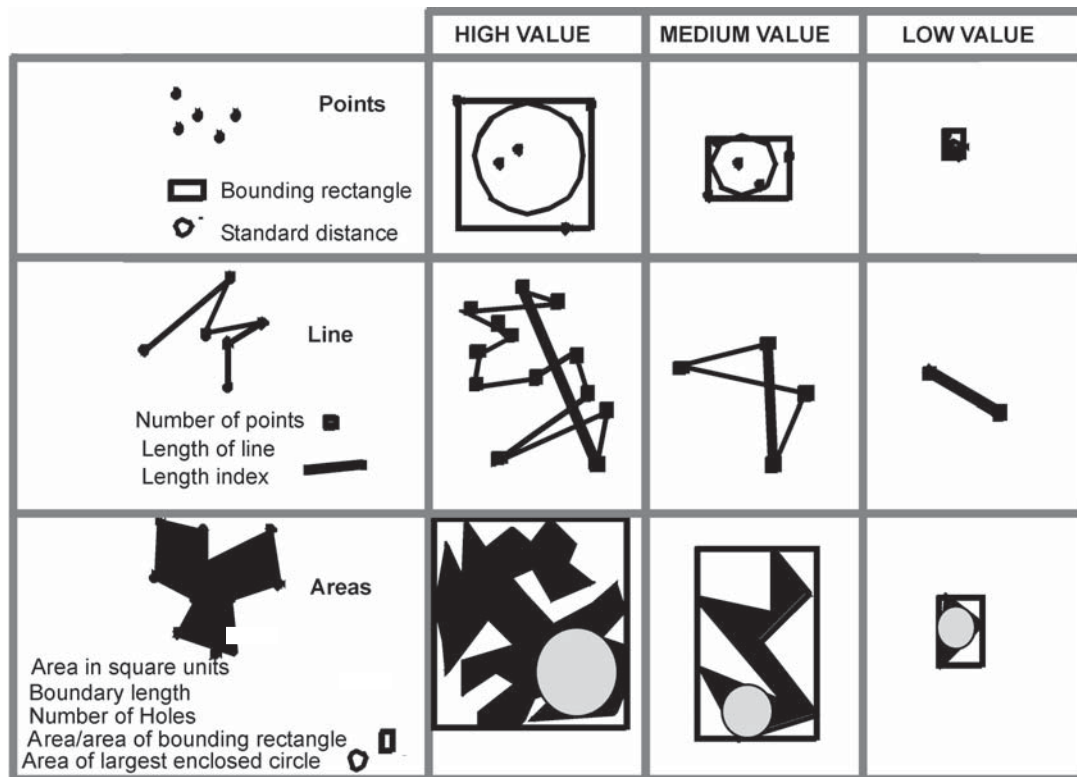 HIGH VALUE
MEDIUM VALUE
LOW VALUE
Points
Bounding rectangle
Standard distance
Line
Number of points
Length of line
Length index
Areas
Area in square units
Boundary length
Number of Holes
Area/area of bounding rectangle
Area of largest enclosed circle